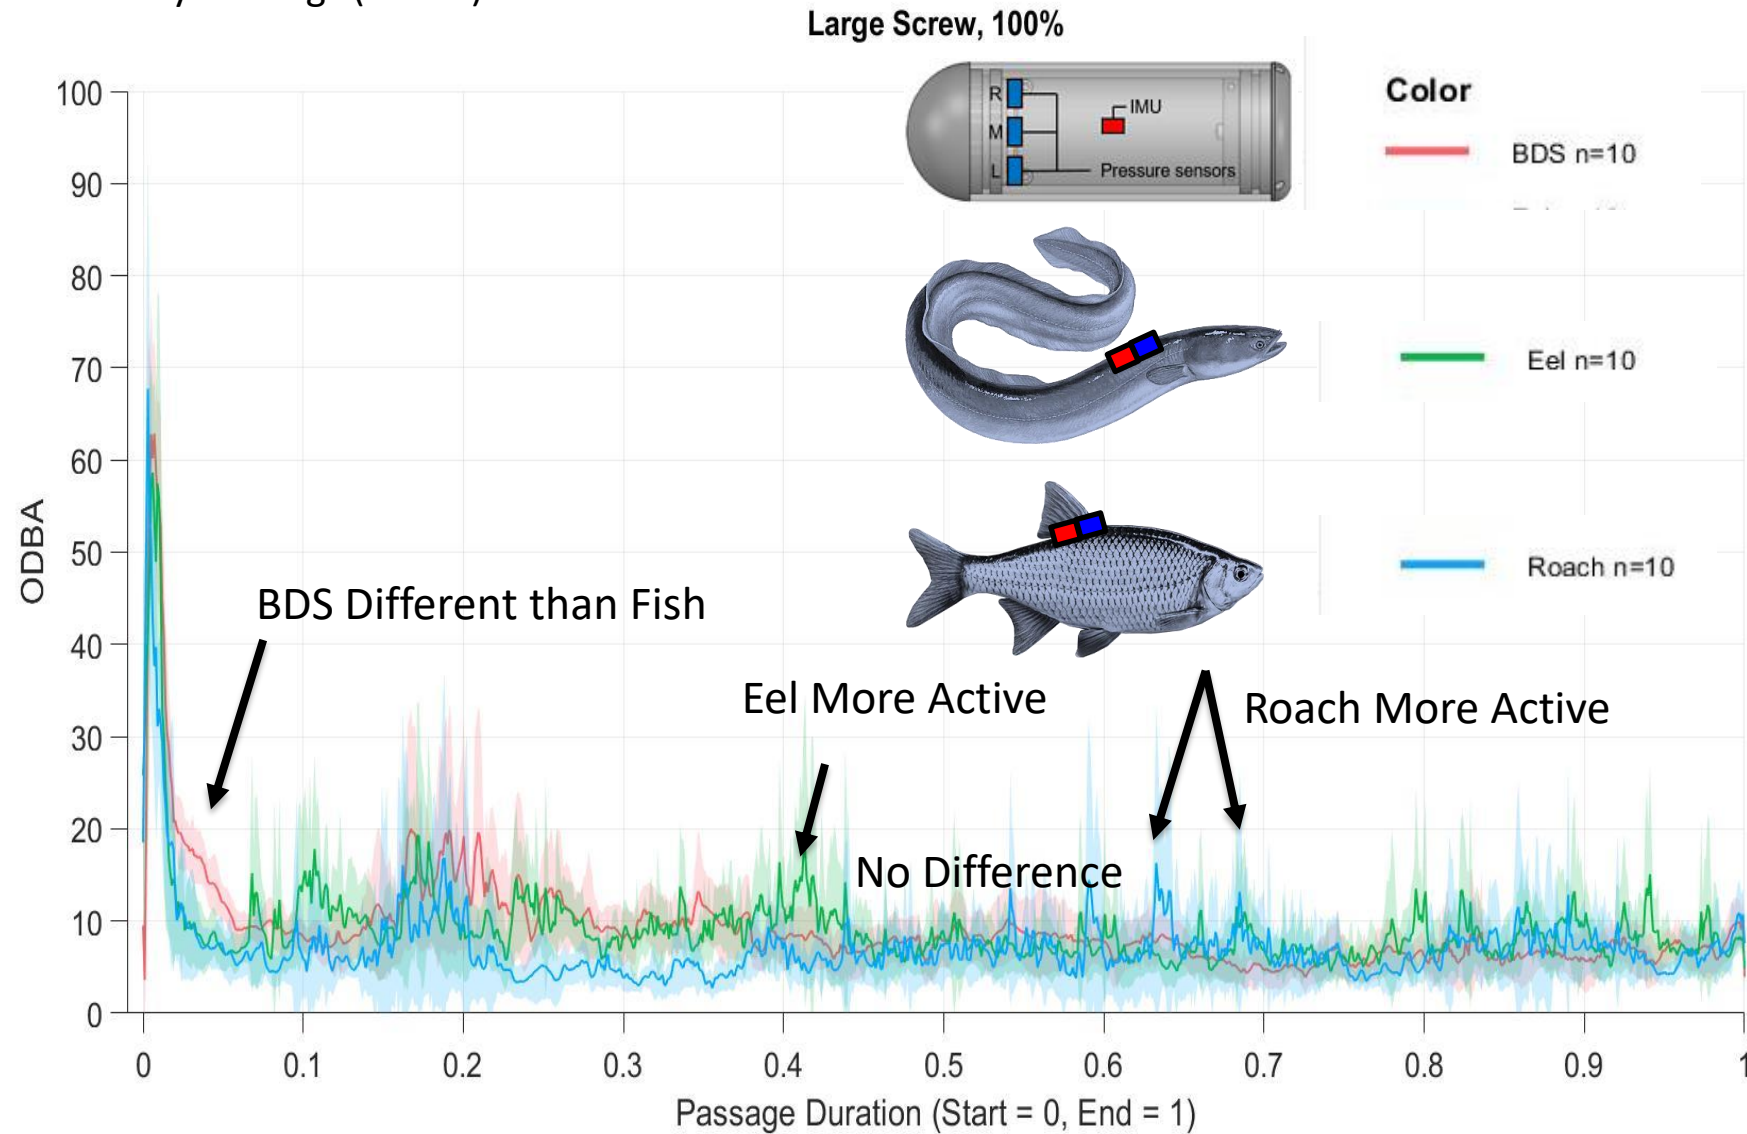 Large Screw, 100%
R
M
L
IMU
Pressure sensors
Color
BDS n=10
Eel n=10
Roach n=10
BDS Different than Fish
Eel More Active
Roach More Active
No Difference
ODBA
100
90
80
70
60
50
40
30
20
10
0
0
0.1
0.2
0.3
0.4
0.5
0.6
0.7
0.8
0.9
1
Passage Duration (Start = 0, End = 1)